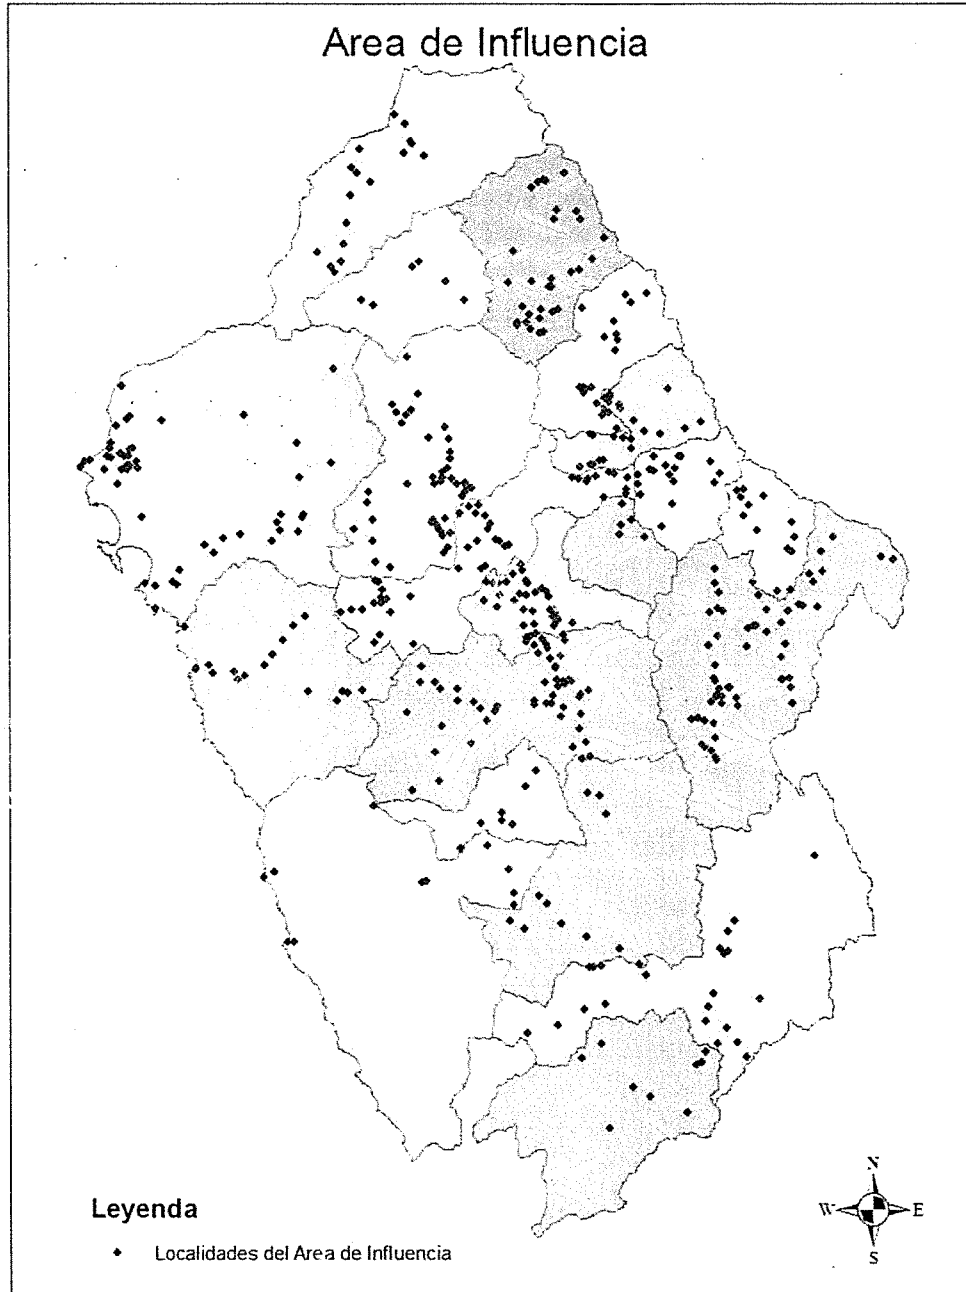 Area de Influencia
N
W E
S
Leyenda
Localidades del Area de Influencia